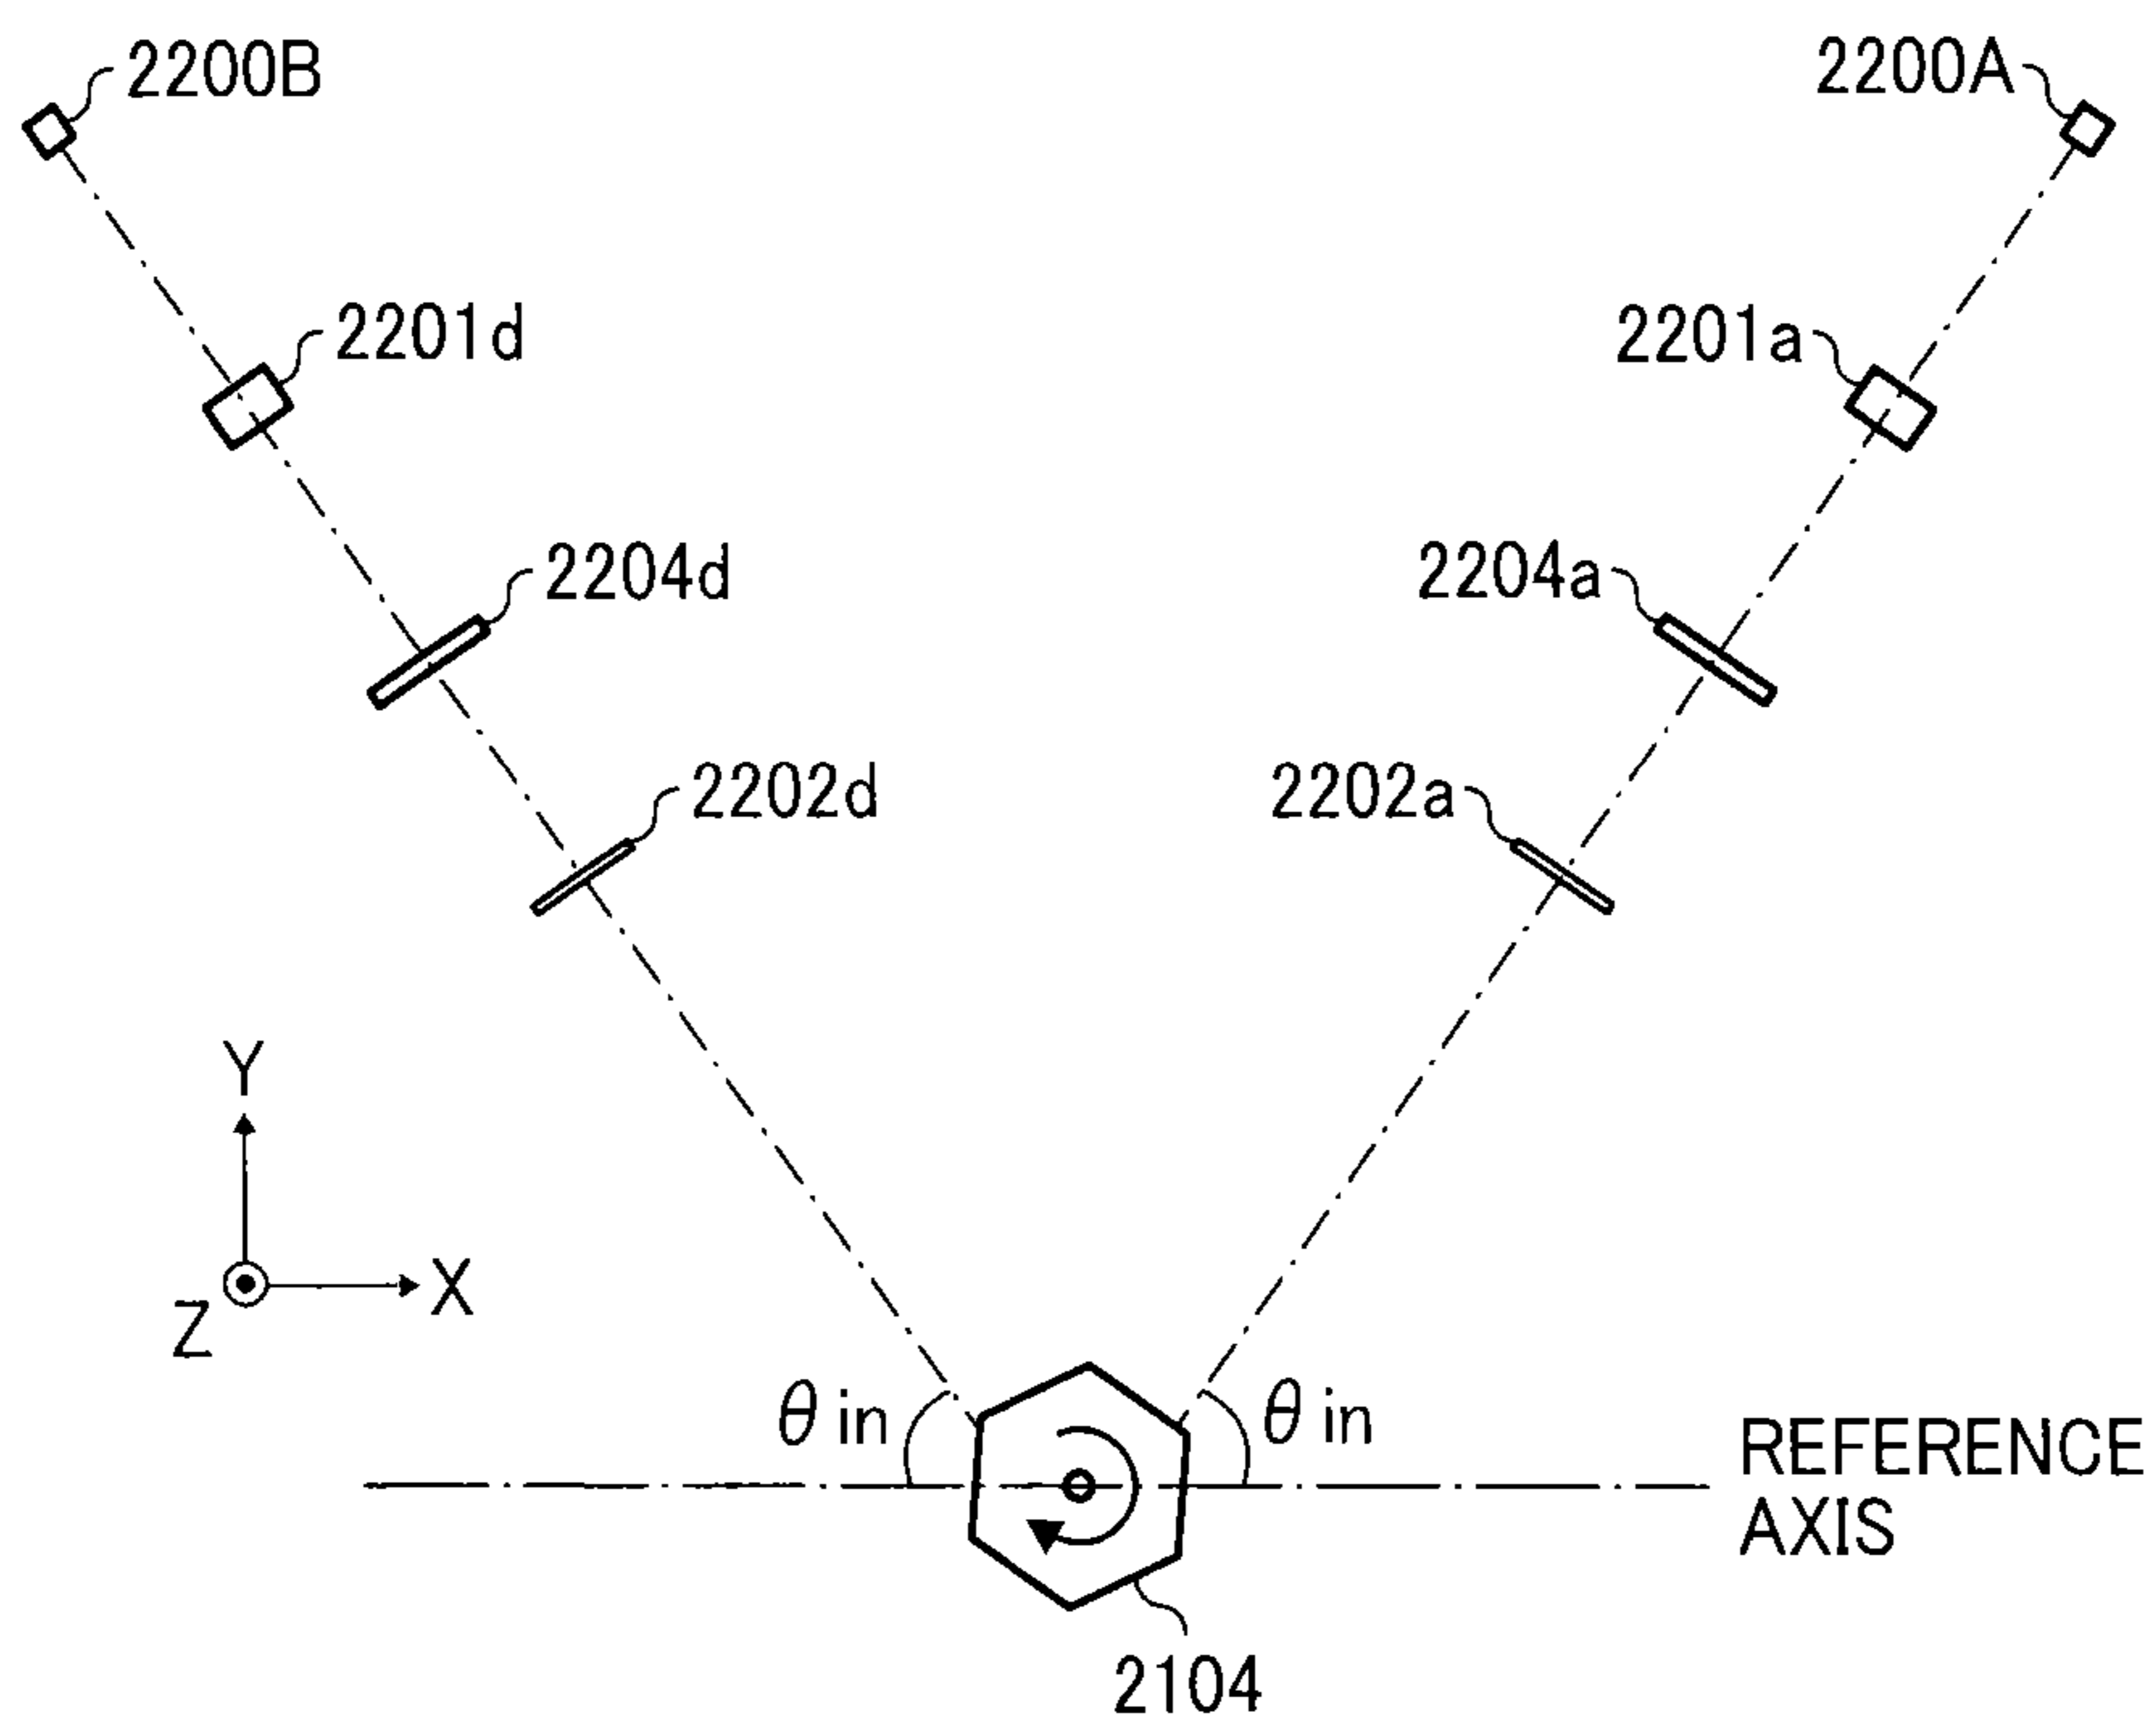 2200B
2200A
2201d
2201a
2204d
2204a
2202d
2202a
Y
X
Z
θ in
θ in
REFERENCE
AXIS
2104